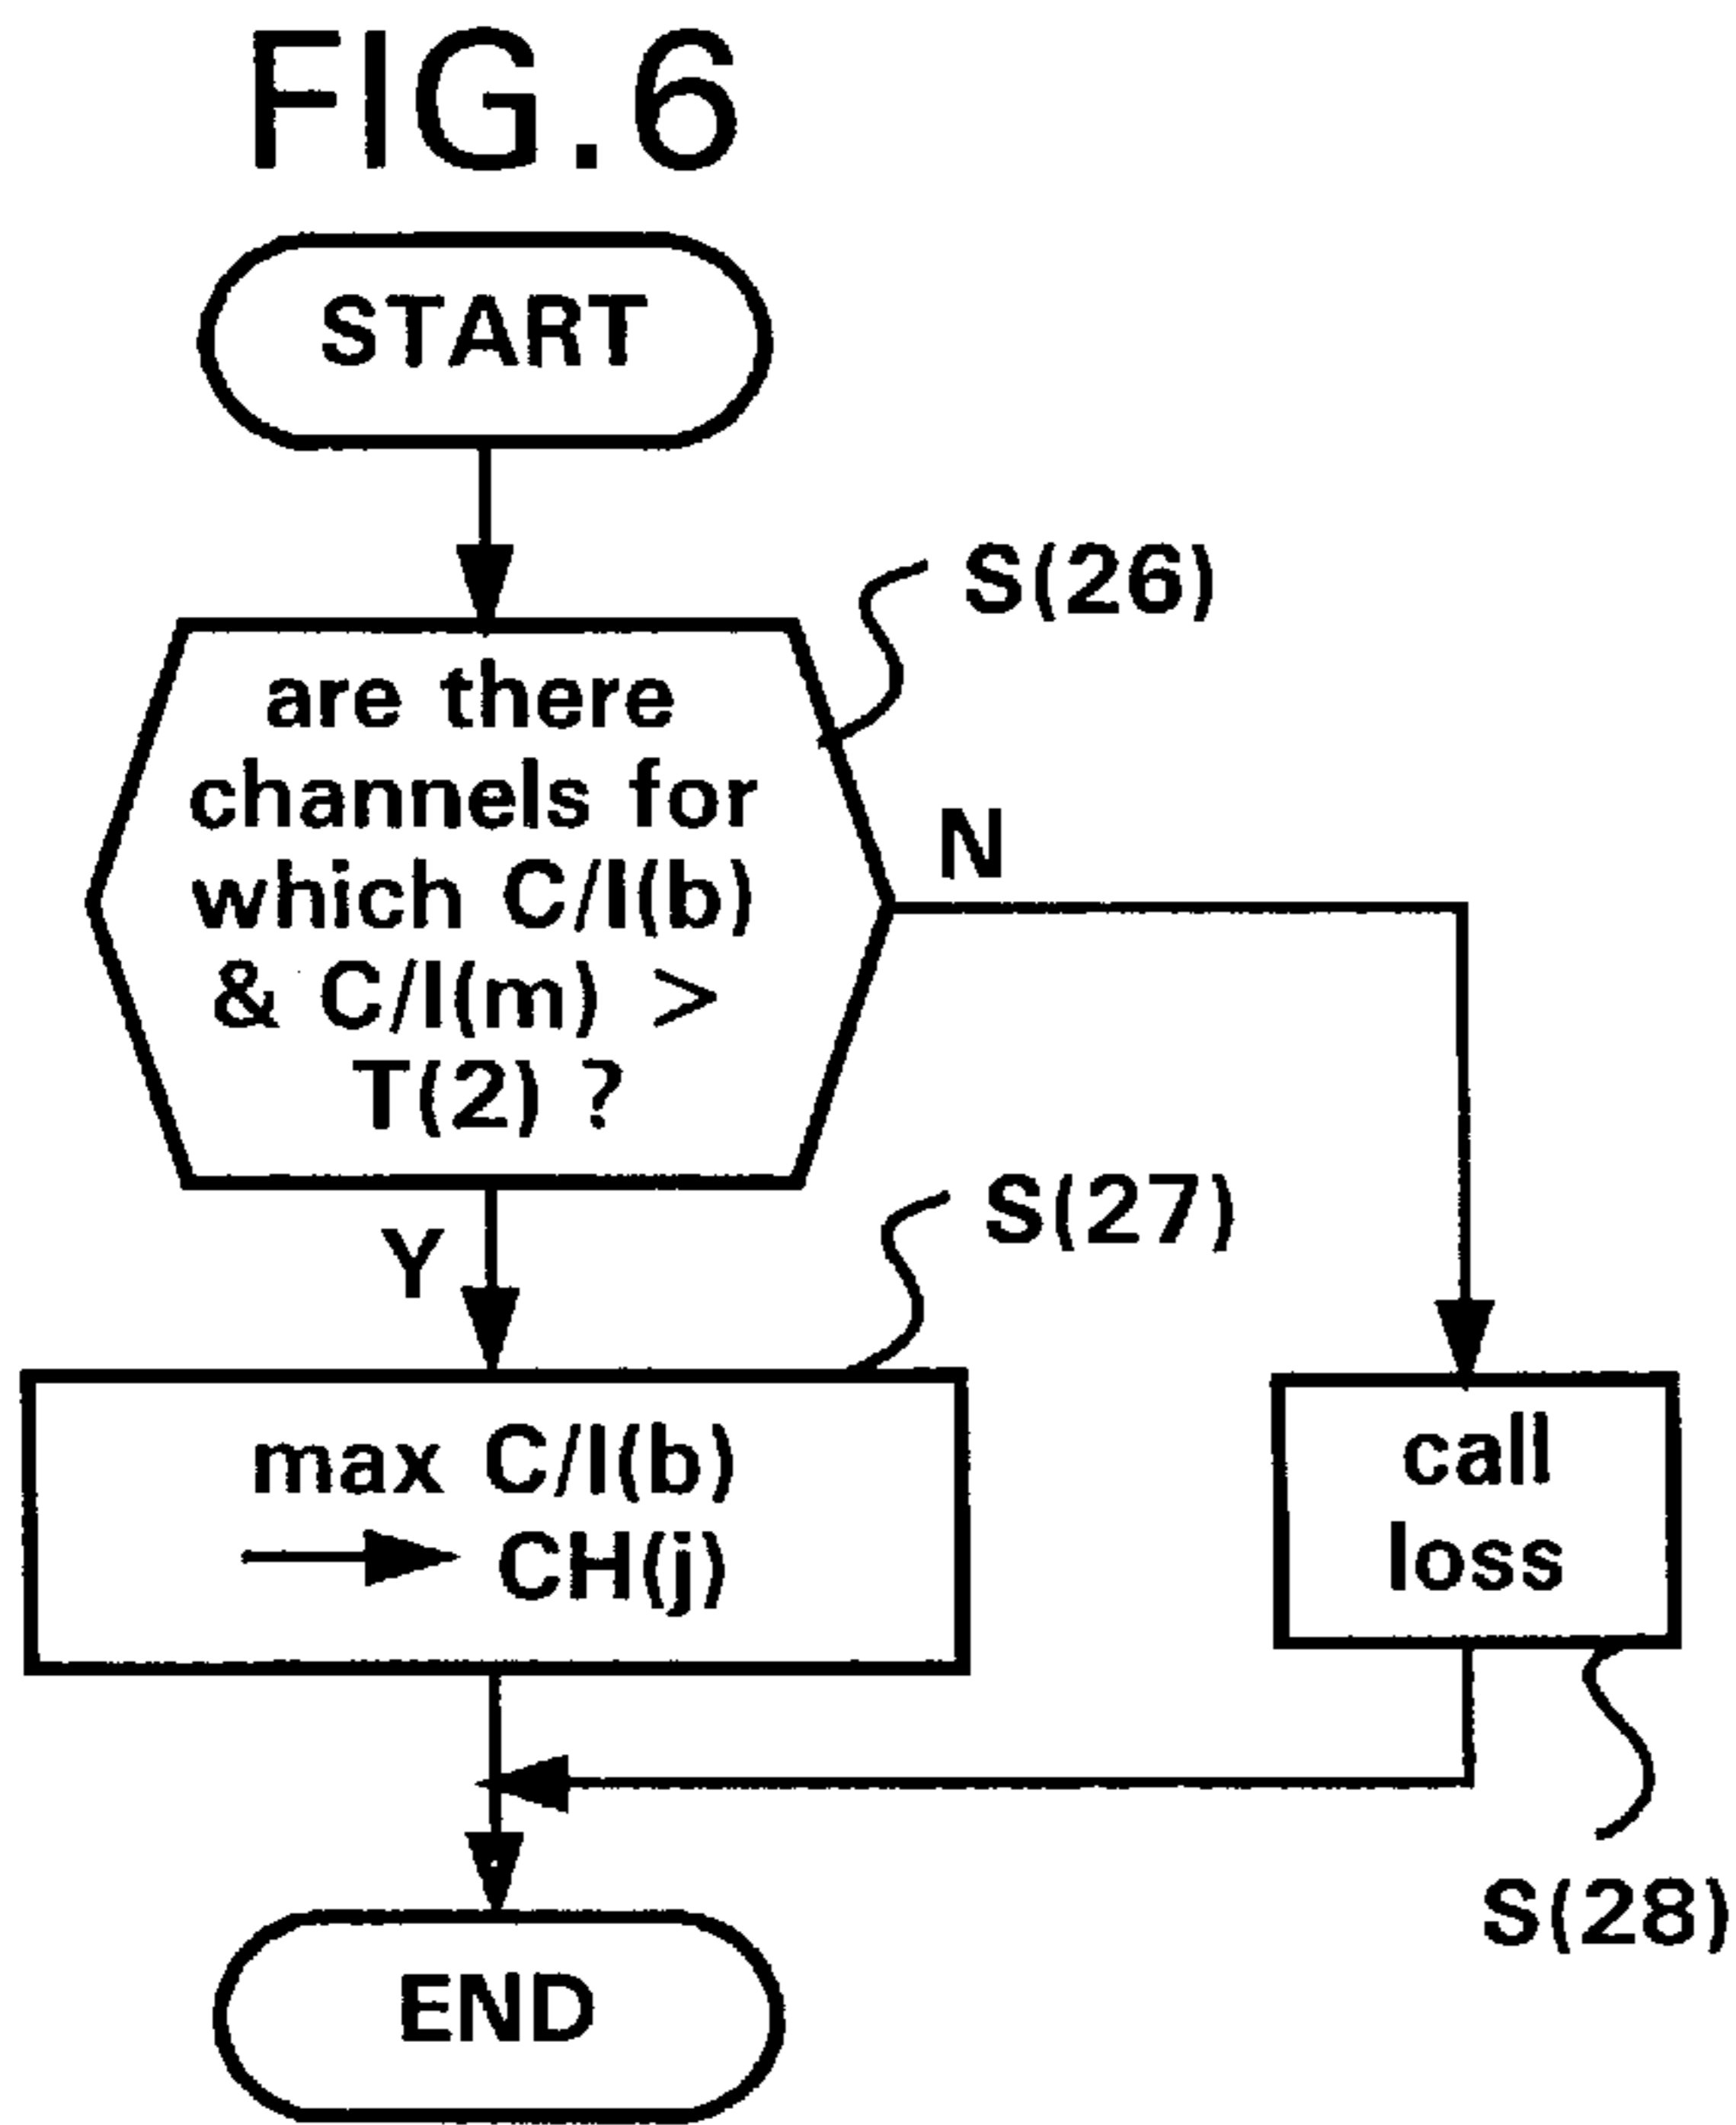 FIG.6
START
S(26)
are there
channels for
which C/I(b)
& C/I(m) >
T(2) ?
N
Y
S(27)
max C/I(b)
→ CH(j)
call
loss
S(28)
END